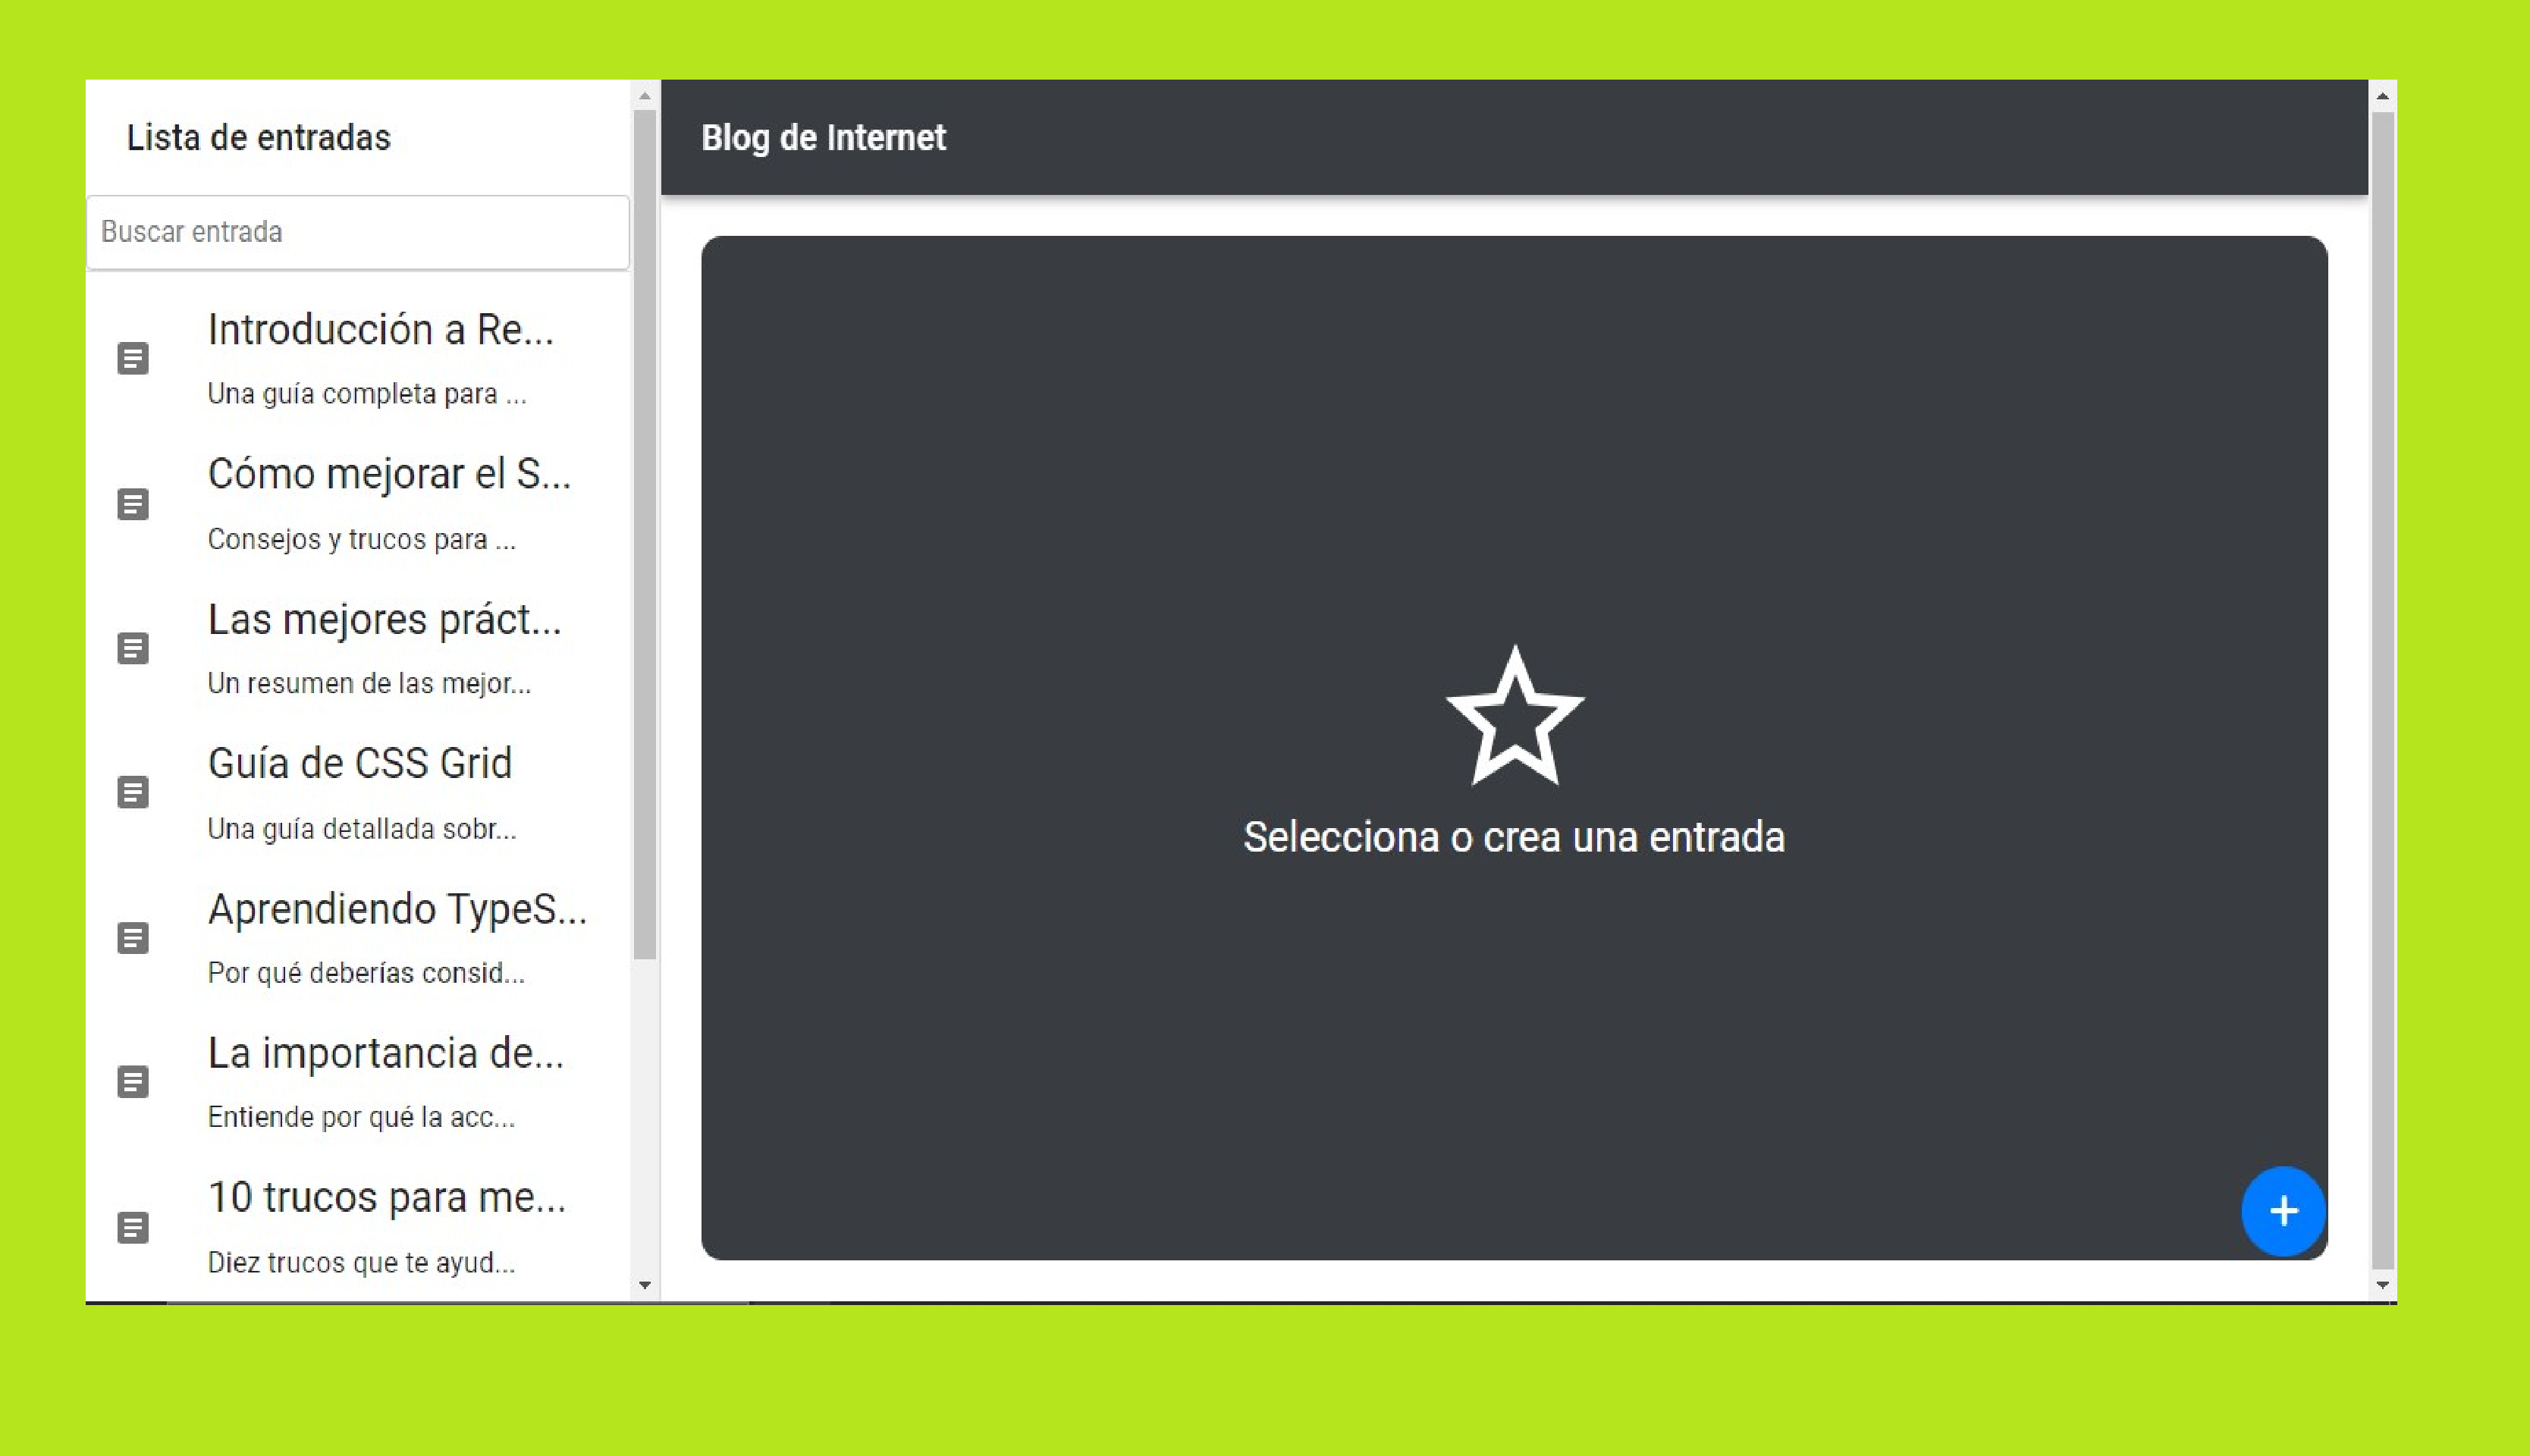 Lista de entradas
Buscar entrada
Introducción a Re...
Una guía completa para ...
Cómo mejorar el S...
Consejos y trucos para ...
Las mejores práct...
Un resumen de las mejor...
Guía de CSS Grid
Una guía detallada sobr...
Aprendiendo TypeS...
Por qué deberías consid...
La importancia de...
Entiende por qué la acc...
10 trucos para me...
Diez trucos que te ayud...
Blog de Internet
Selecciona o crea una entrada
+